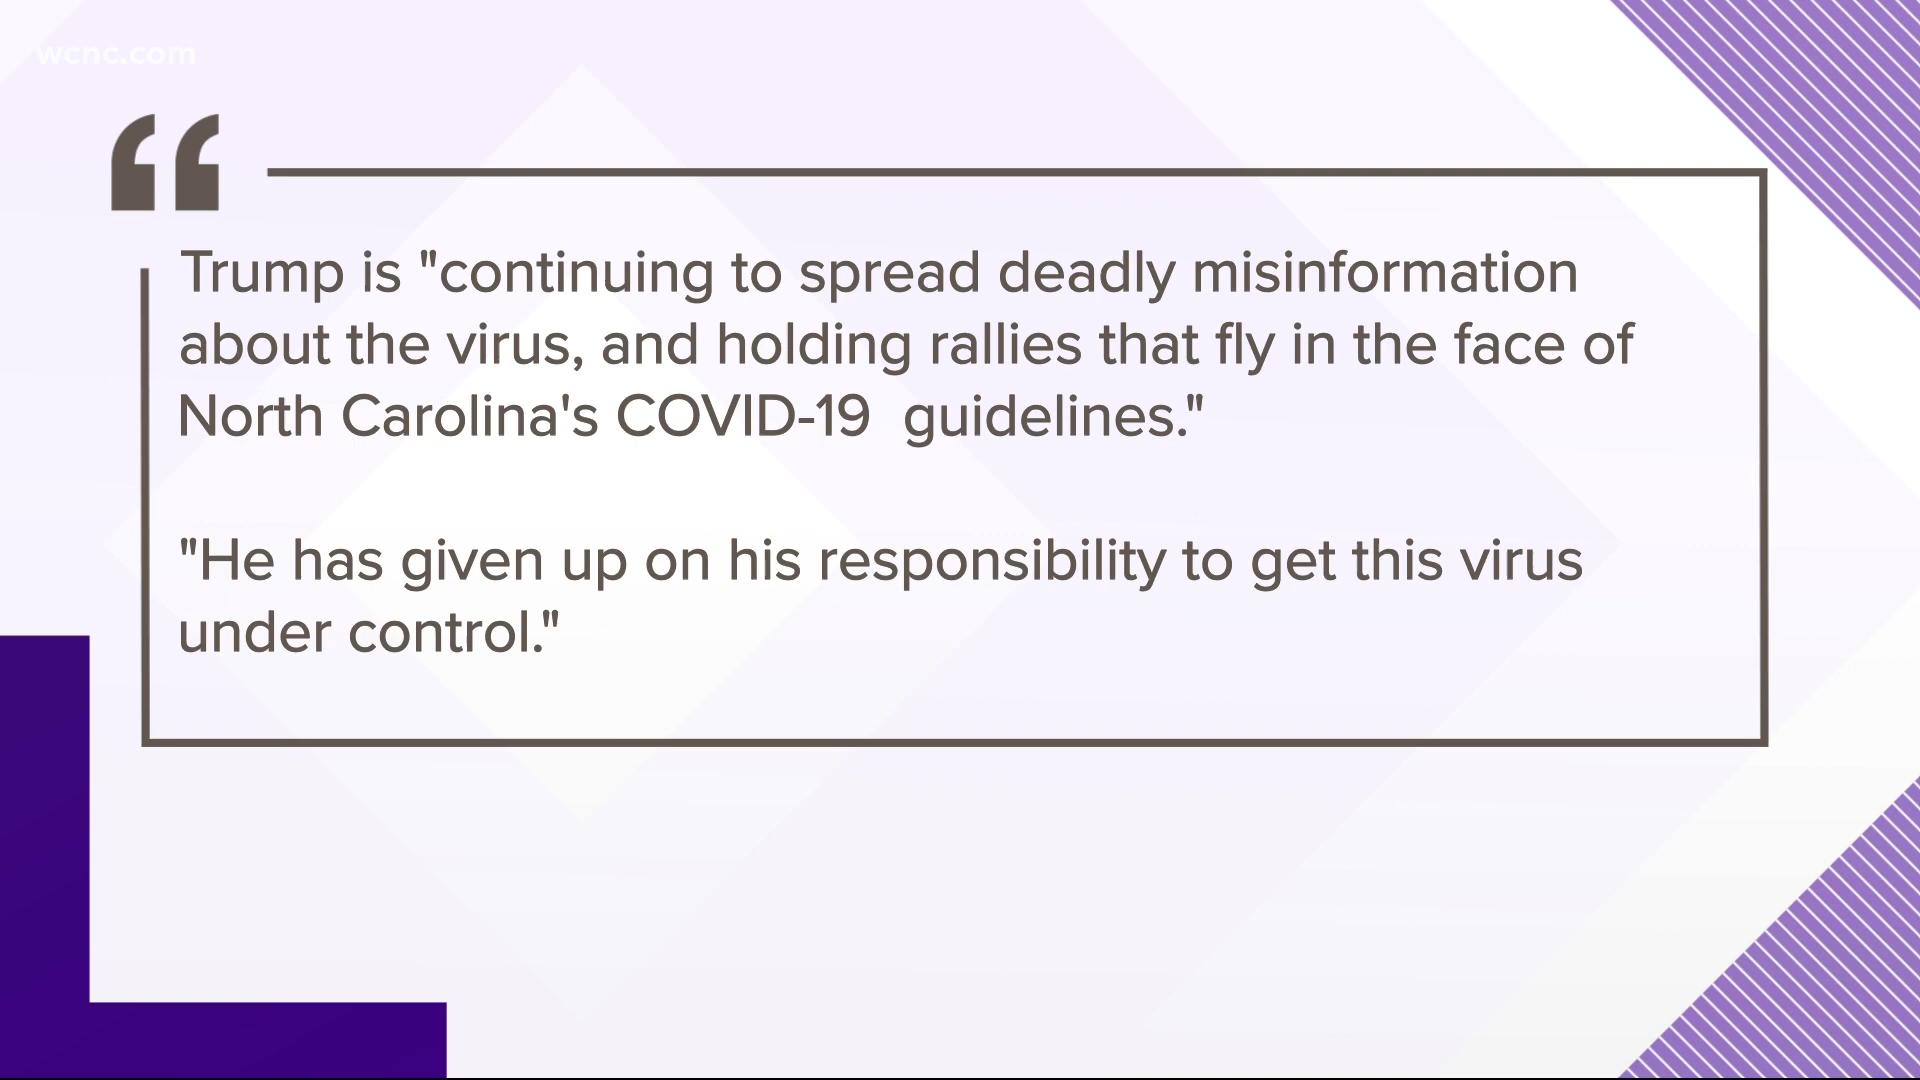 wcnc.com
Trump is "continuing to spread deadly misinformation
about the virus, and holding rallies that fly in the face of
North Carolina's COVID-19  guidelines."
"He has given up on his responsibility to get this virus
under control."